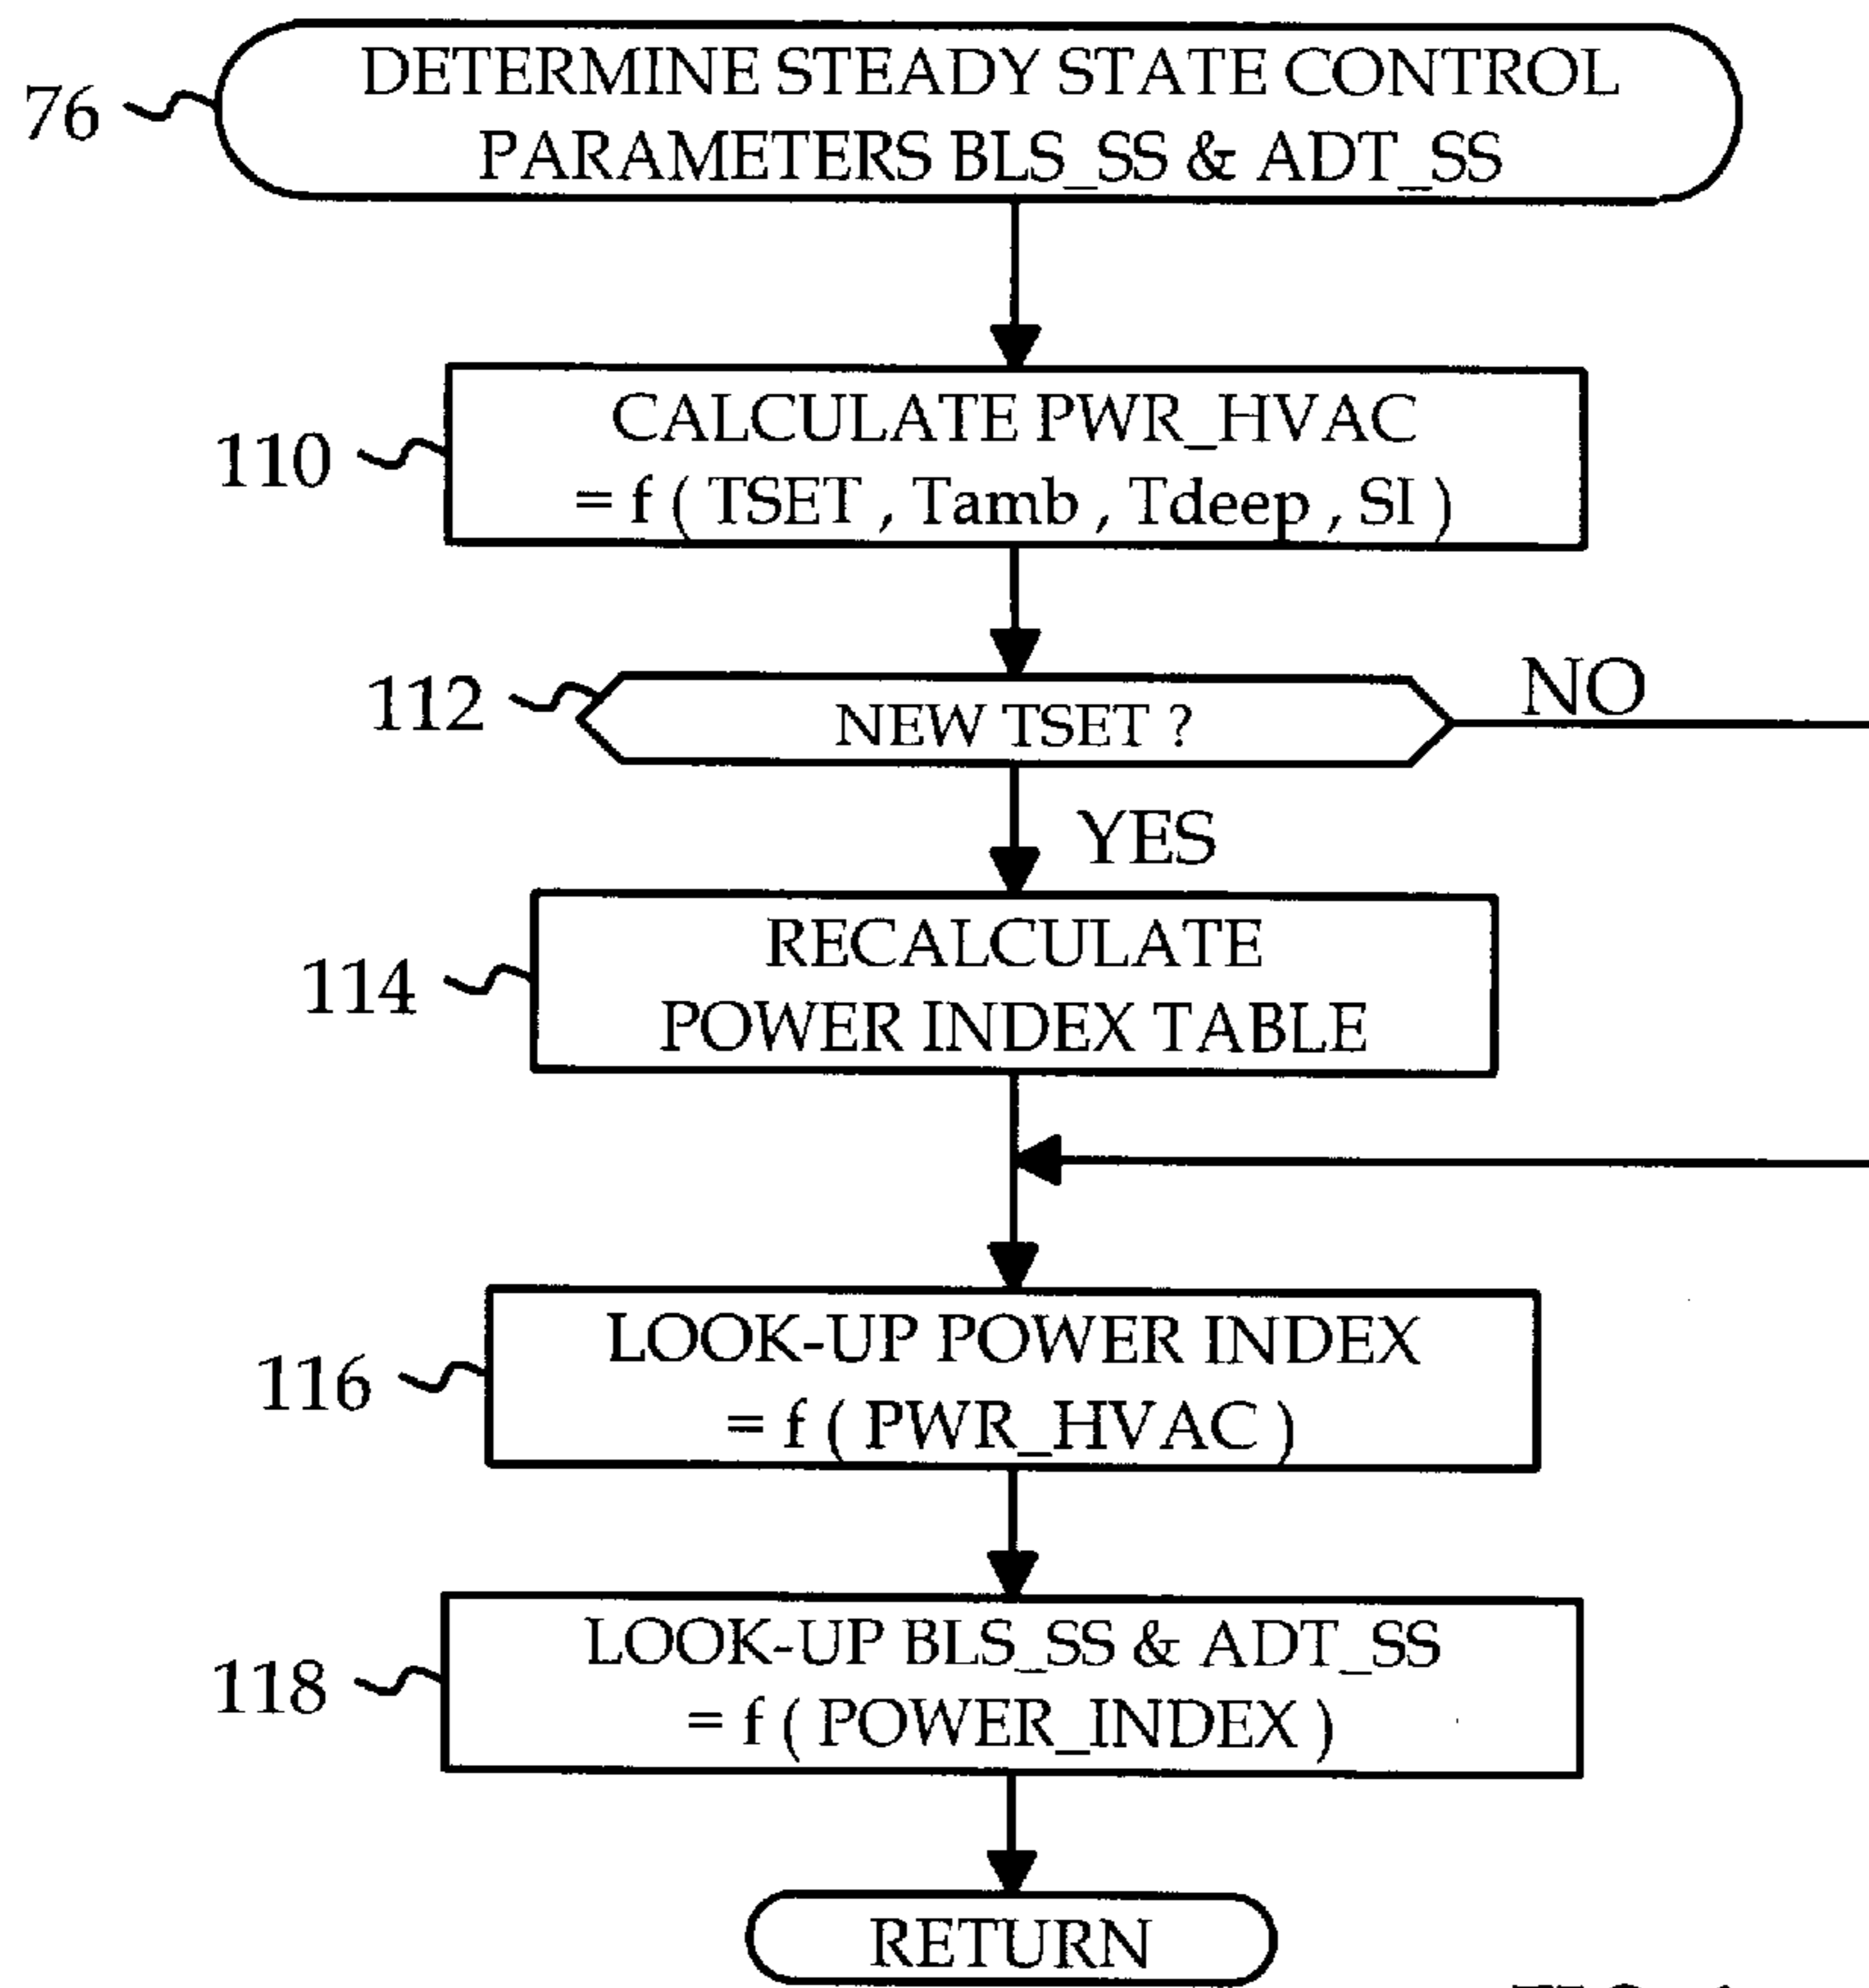 76
DETERMINE STEADY STATE CONTROL
PARAMETERS BLS_SS & ADT_SS
110
CALCULATE PWR_HVAC
= f ( TSET , Tamb , Tdeep , SI )
112
NEW TSET ?
NO
YES
114
RECALCULATE
POWER INDEX TABLE
116
LOOK-UP POWER INDEX
= f ( PWR_HVAC )
118
LOOK-UP BLS_SS & ADT_SS
= f ( POWER_INDEX )
RETURN